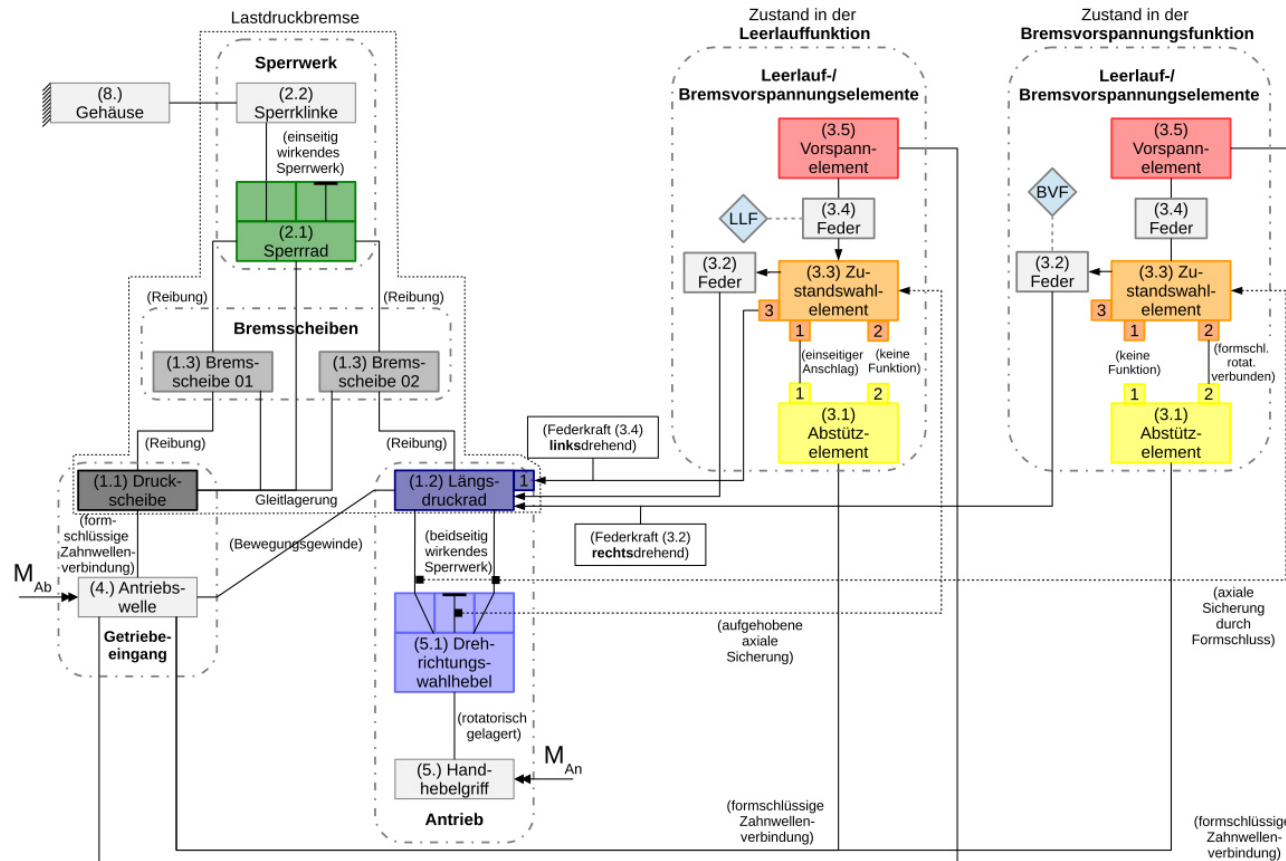 Lastdruckbremse
Sperrwerk
(8.)
Gehäuse
(2.2)
Sperrklinke
(einseitig
wirkendes
Sperrwerk)
(2.1)
Sperrrad
(Reibung)
(Reibung)
Bremsscheiben
(1.3) Brems-
scheibe 01
(1.3) Brems-
scheibe 02
(Reibung)
(Reibung)
(1.1) Druck-
scheibe
Gleitlagerung
(1.2) Längs-
druckrad
1
(form-
schlüssige
Zahnwellen-
verbindung)
(Bewegungsgewinde)
(beidseitig
wirkendes
Sperrwerk)
M
Ab
(4.) Antriebs-
welle
Getriebe-
eingang
(5.1) Dreh-
richtungs-
wahlhebel
(rotatorisch
gelagert)
(5.) Hand-
hebelgriff
M
An
Antrieb
Zustand in der
Leerlauffunktion
Leerlauf-/
Bremsvorspannungselemente
(3.5)
Vorspann-
element
LLF
(3.4)
Feder
(3.2)
Feder
(3.3) Zu-
standswahl-
element
3
1
2
(einseitiger
Anschlag)
(keine
Funktion)
1
2
(3.1)
Abstütz-
element
(Federkraft (3.4)
linksdrehend)
(Federkraft (3.2)
rechtsdrehend)
(aufgehobene
axiale
Sicherung)
(formschlüssige
Zahnwellen-
verbindung)
Zustand in der
Bremsvorspannungsfunktion
Leerlauf-/
Bremsvorspannungselemente
(3.5)
Vorspann-
element
BVF
(3.4)
Feder
(3.2)
Feder
(3.3) Zu-
standswahl-
element
3
1
2
(keine
Funktion)
(formschl.
rotat.
verbunden)
1
2
(3.1)
Abstütz-
element
(axiale
Sicherung
durch
Formschluss)
(formschlüssige
Zahnwellen-
verbindung)